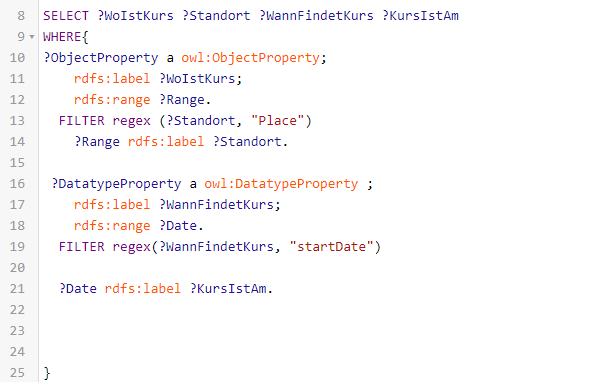 8 SELECT ?WoIstKurs ?Standort ?WannFindetKurs ?KursIstAm
9 WHERE{
10 ?ObjectProperty a owl:ObjectProperty;
11 rdfs:label ?WoIstKurs;
12 rdfs:range ?Range.
13 FILTER regex (?Standort, "Place")
14 ?Range rdfs:label ?Standort.
15
16 ?DatatypeProperty a owl:DatatypeProperty ;
17 rdfs:label ?WannFindetKurs;
18 rdfs:range ?Date.
19 FILTER regex(?WannFindetKurs, "startDate")
20
21 ?Date rdfs:label ?KursIstAm.
22
23
24
25 }